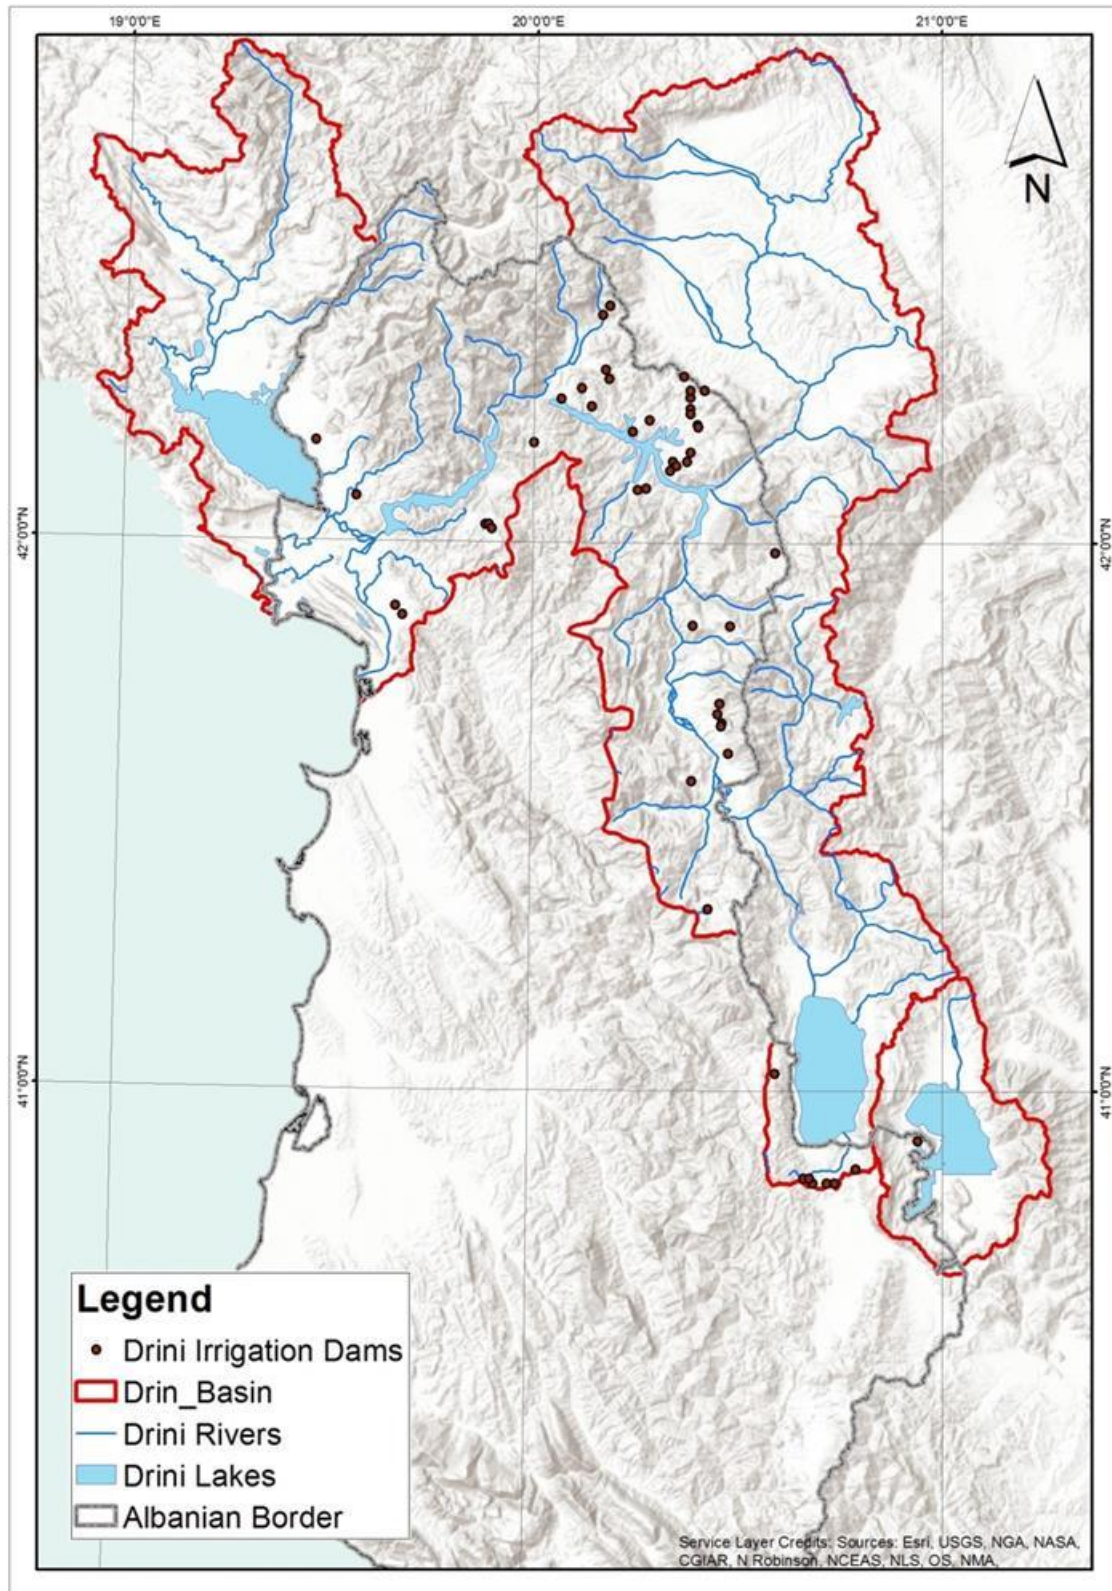 19°0'0"E 20°0'0"E 21°0'0"E
N
42°0'0"N 42°0'0"N
41°0'0"N 41°0'0"N
Legend
Drini Irrigation Dams
Drin_Basin
Drini Rivers
Drini Lakes
Albanian Border
Service Layer Credits: Sources: Esri, USGS, NGA, NASA,
CGIAR, N Robinson, NCEAS, NLS, OS, NMA,